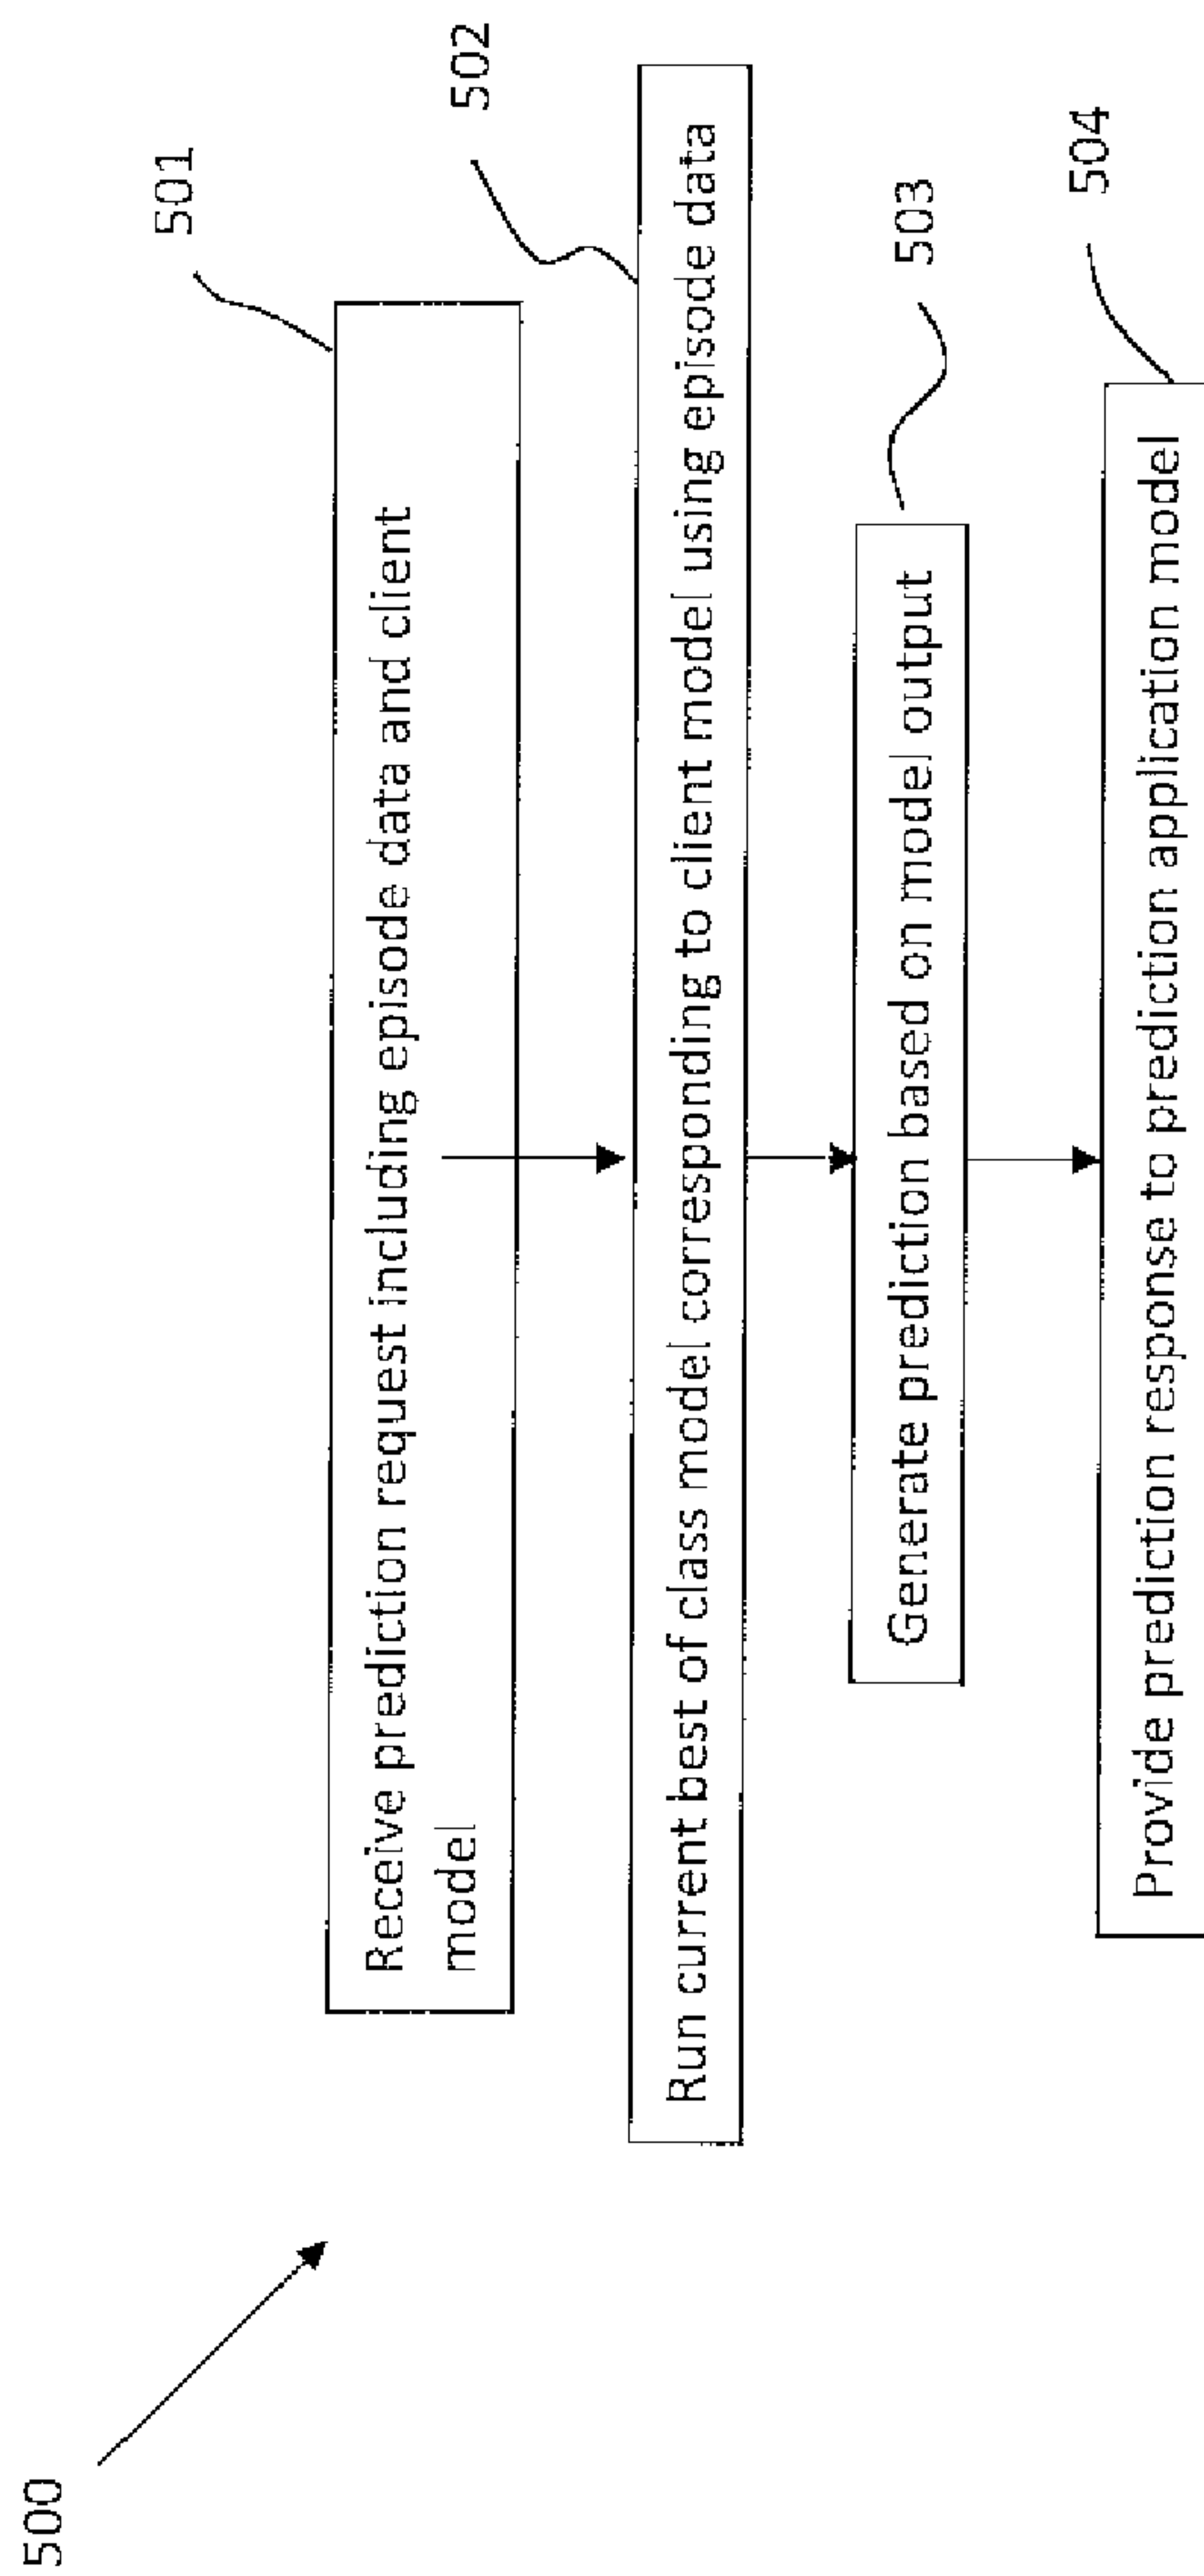 500
501
Receive prediction request including episode data and client
model
502
Run current best of class model corresponding to client model using episode data
503
Generate prediction based on model output
504
Provide prediction response to prediction application model